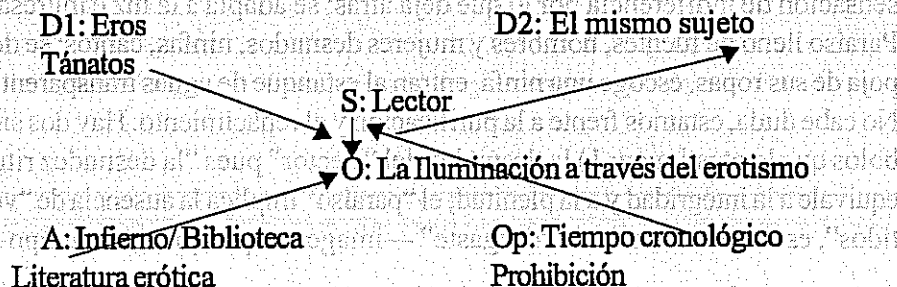 D1: Eros
Tánatos
D2: El mismo sujeto
S: Lector
O: La Iluminación a través del erotismo
A: Infierno/ Biblioteca
Literatura erótica
Op: Tiempo cronológico
Prohibición